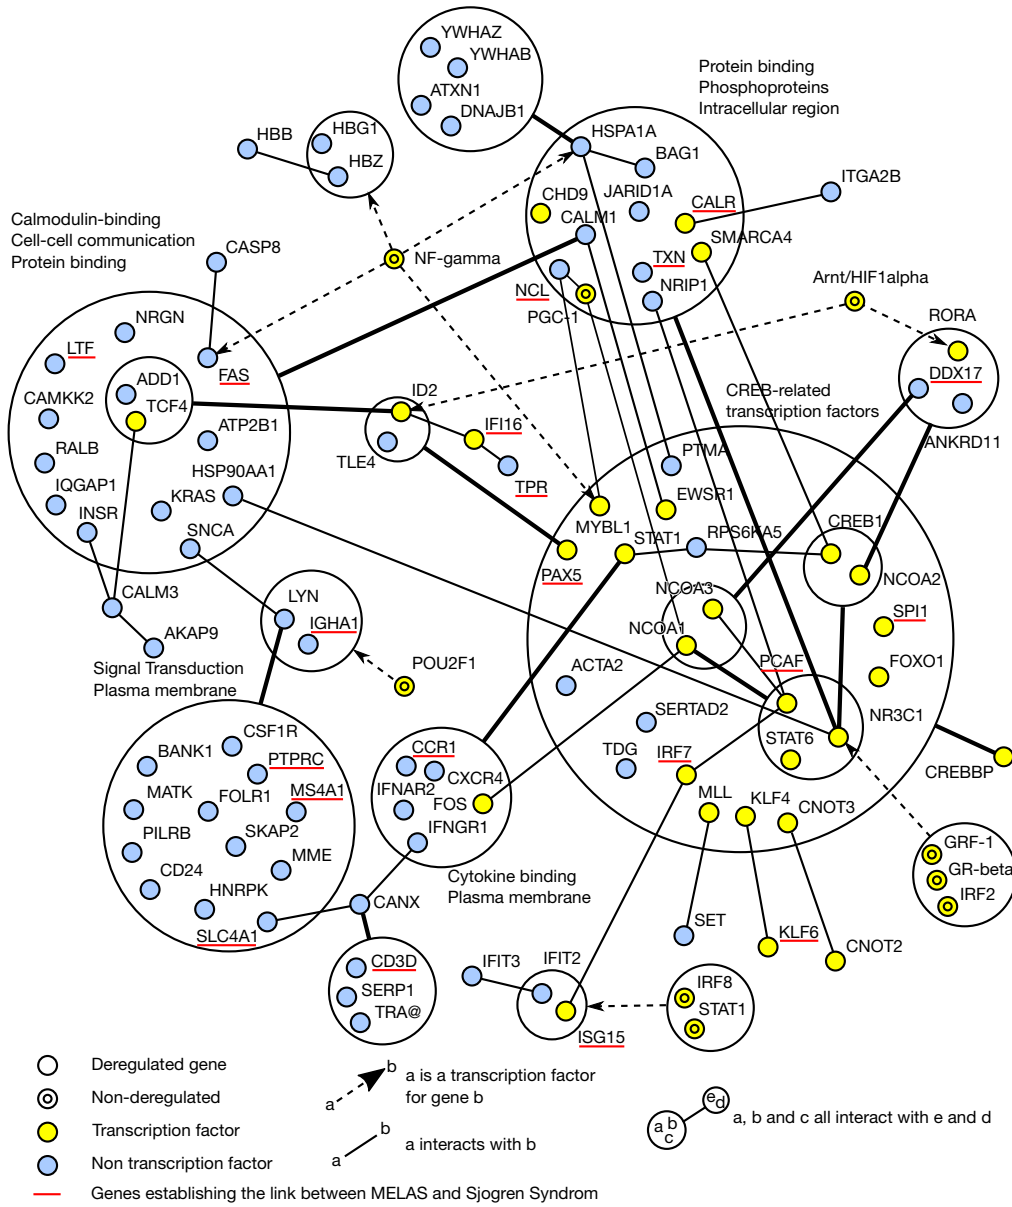 YWHAZ
YWHAB
ATXN1
DNAJB1
Protein binding
Phosphoproteins
Intracellular region
HBB
HBG1
HBZ
HSPA1A
BAG1
JARID1A
CHD9
CALM1
CALR
SMARCA4
ITGA2B
TXN
NRIP1
NCL
PGC-1
Calmodulin-binding
Cell-cell communication
Protein binding
CASP8
NF-gamma
Arnt/HIF1alpha
RORA
DDX17
ANKRD11
NRGN
LTF
FAS
ADD1
TCF4
CAMKK2
ATP2B1
RALB
HSP90AA1
IQGAP1
KRAS
INSR
SNCA
ID2
TLE4
IFI16
TPR
CREB-related
transcription factors
PTMA
EWSR1
MYBL1
STAT1
RPS6KA5
CREB1
PAX5
NCOA2
NCOA3
NCOA1
SPI1
FOXO1
PCAF
NR3C1
STAT6
ACTA2
SERTAD2
TDG
IRF7
MLL
KLF4
CNOT3
CREBBP
CALM3
AKAP9
LYN
IGHA1
POU2F1
Signal Transduction
Plasma membrane
CSF1R
BANK1
PTPRC
MATK
FOLR1
MS4A1
PILRB
SKAP2
CD24
MME
HNRPK
SLC4A1
CCR1
CXCR4
IFNAR2
FOS
IFNGR1
Cytokine binding
Plasma membrane
CANX
CD3D
SERP1
TRA@
GRF-1
GR-beta
IRF2
SET
KLF6
CNOT2
IFIT3
IFIT2
ISG15
IRF8
STAT1
Deregulated gene
Non-deregulated
Transcription factor
Non transcription factor
Genes establishing the link between MELAS and Sjogren Syndrom
b
a
a is a transcription factor
for gene b
b
a
a interacts with b
e
d
a b
c
a, b and c all interact with e and d